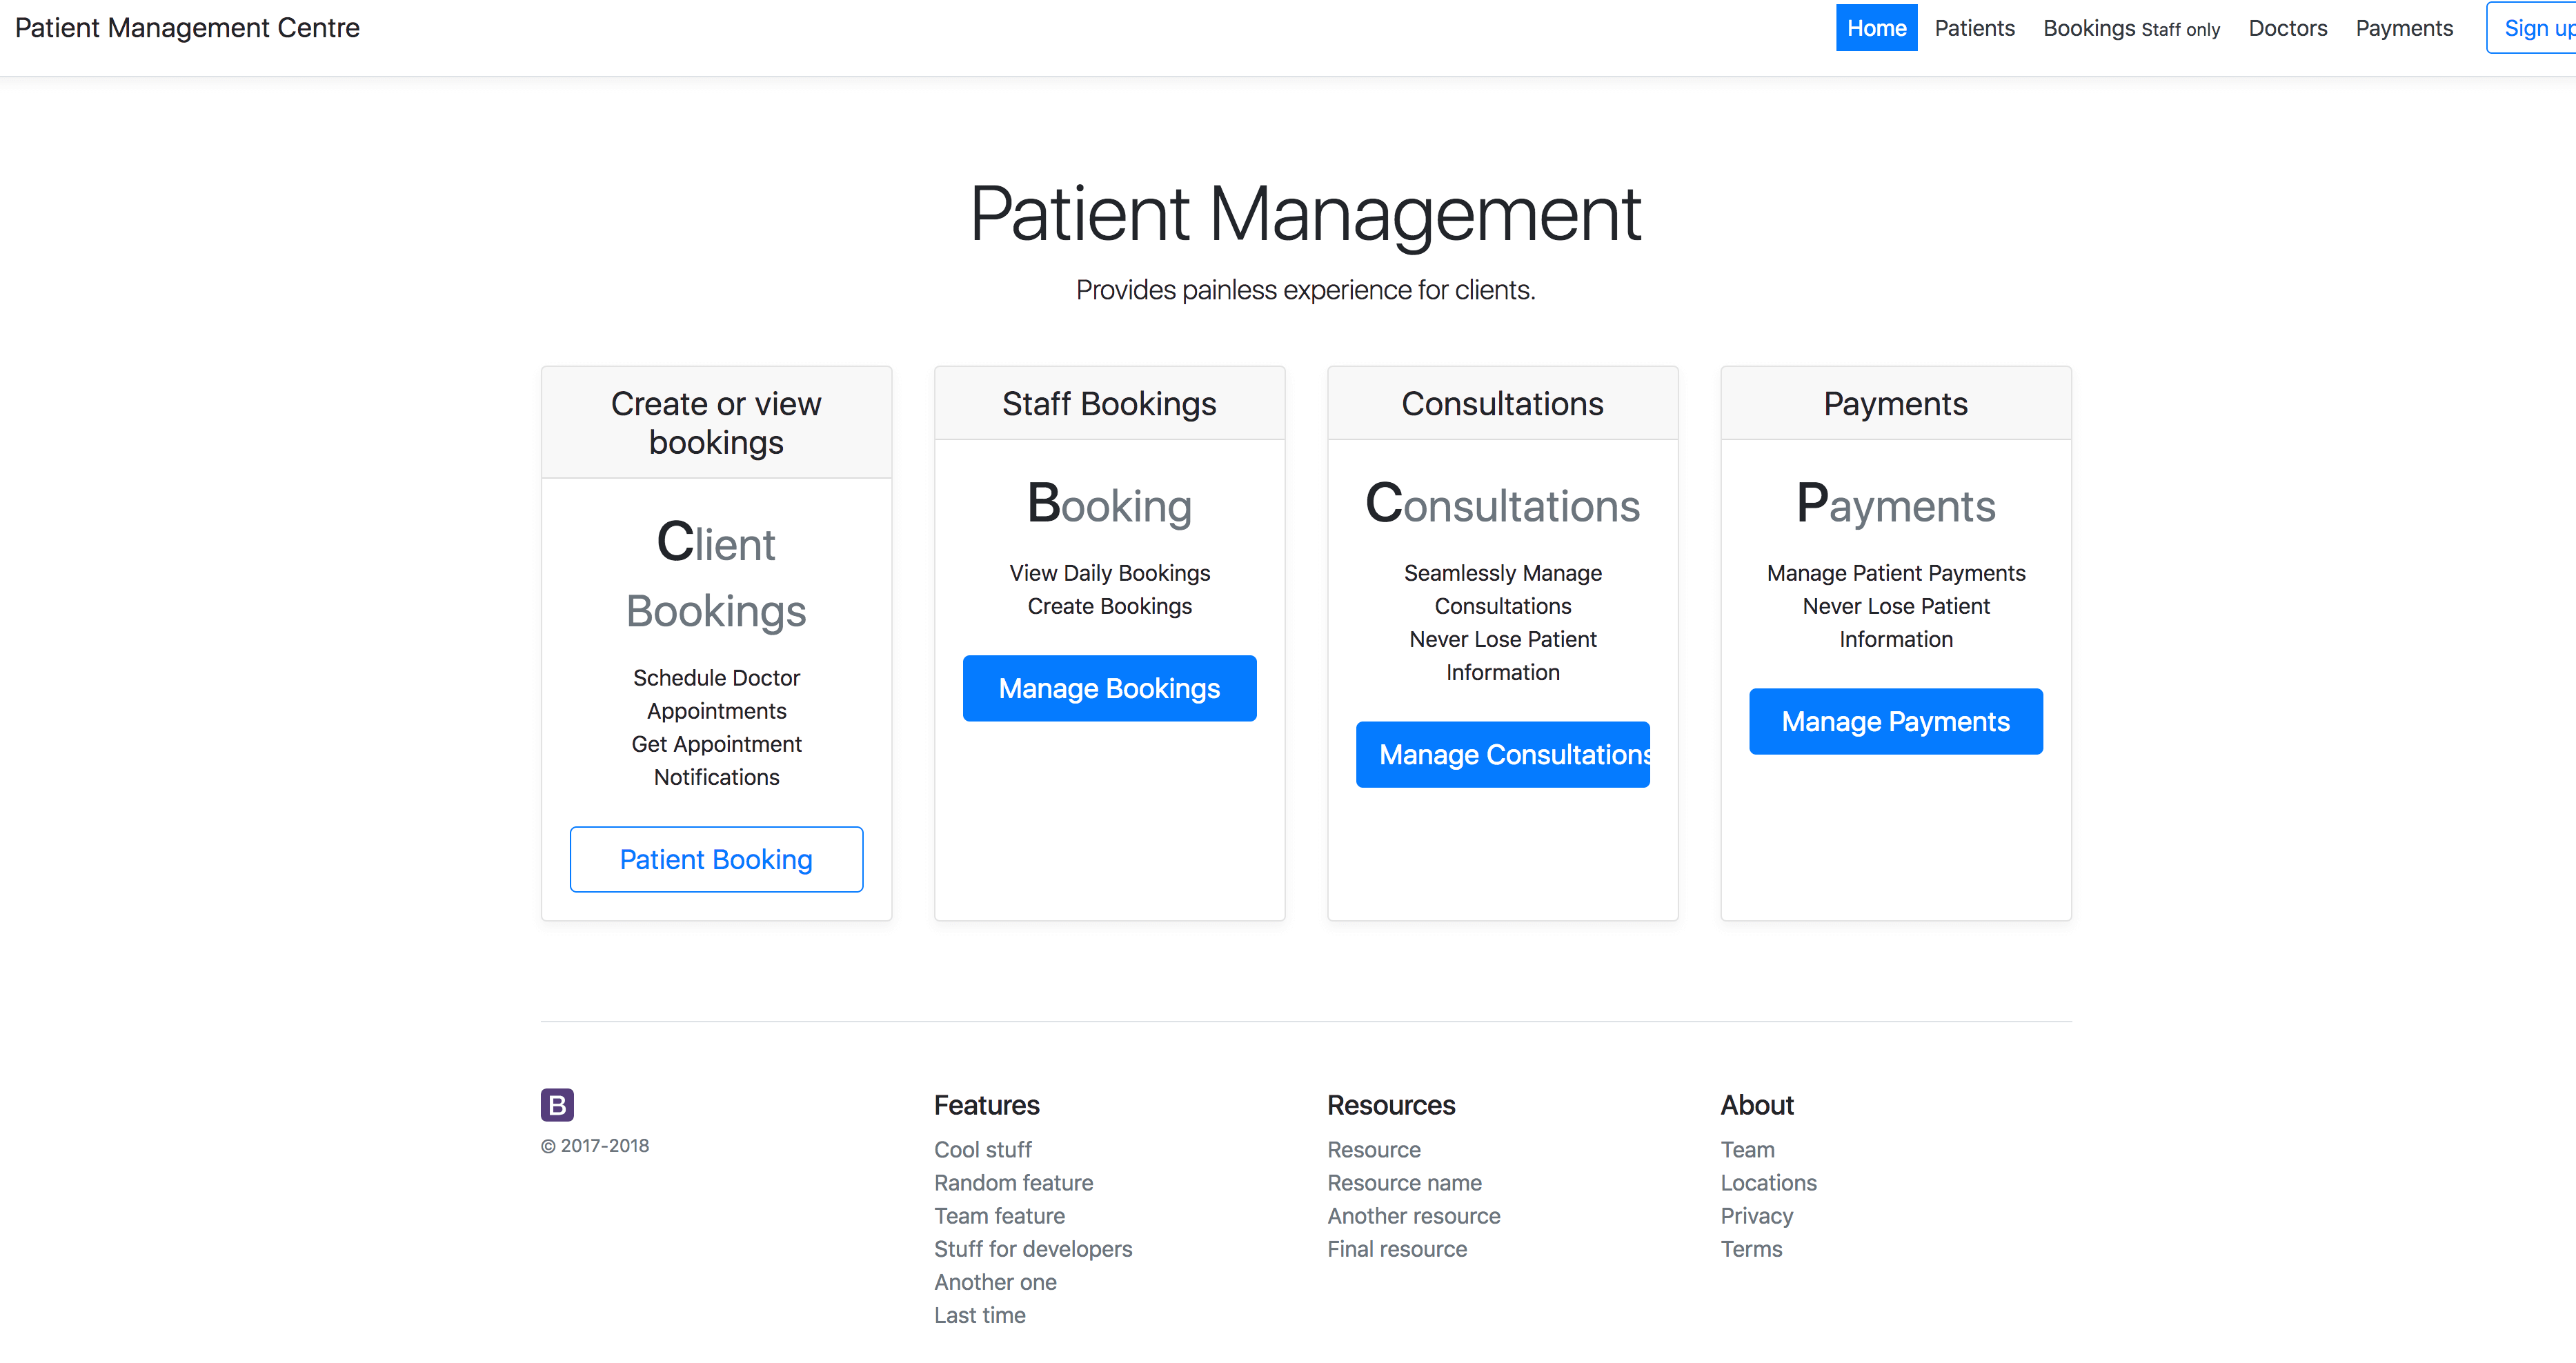 Patient Management Centre
Home Patients Bookings Staff only Doctors Payments Sign up
Patient Management
Provides painless experience for clients.
Create or view
bookings
Client
Bookings
Schedule Doctor
Appointments
Get Appointment
Notifications
Patient Booking
Staff Bookings
Booking
View Daily Bookings
Create Bookings
Manage Bookings
Consultations
Consultations
Seamlessly Manage
Consultations
Never Lose Patient
Information
Manage Consultations
Payments
Payments
Manage Patient Payments
Never Lose Patient
Information
Manage Payments
B
© 2017-2018
Features
Cool stuff
Random feature
Team feature
Stuff for developers
Another one
Last time
Resources
Resource
Resource name
Another resource
Final resource
About
Team
Locations
Privacy
Terms